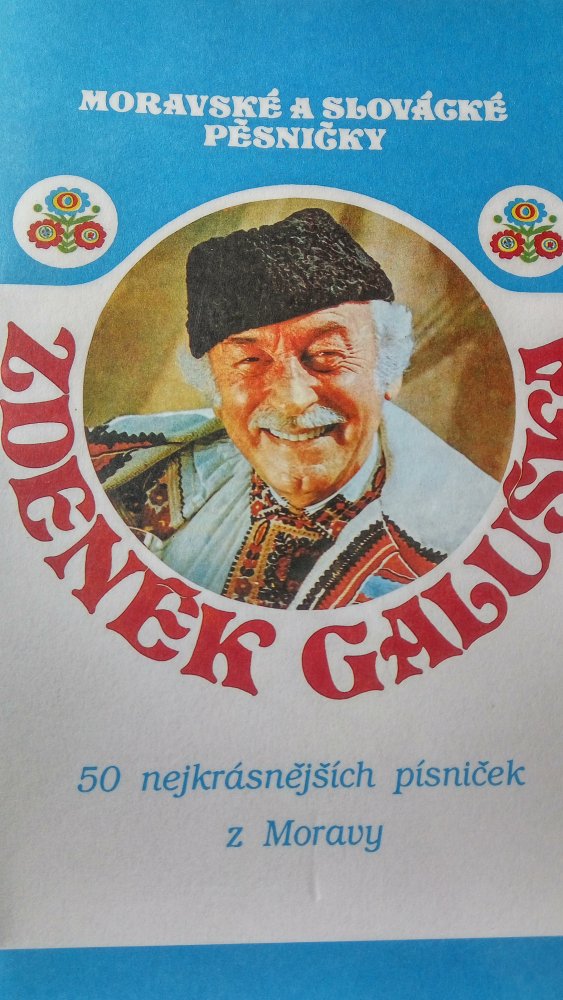 MORAVSKÉ A SLOVÁCKÉ
PĚSNIČKY
ZDENĚK GALUŠKA
50 nejkrásnějších písniček
z Moravy